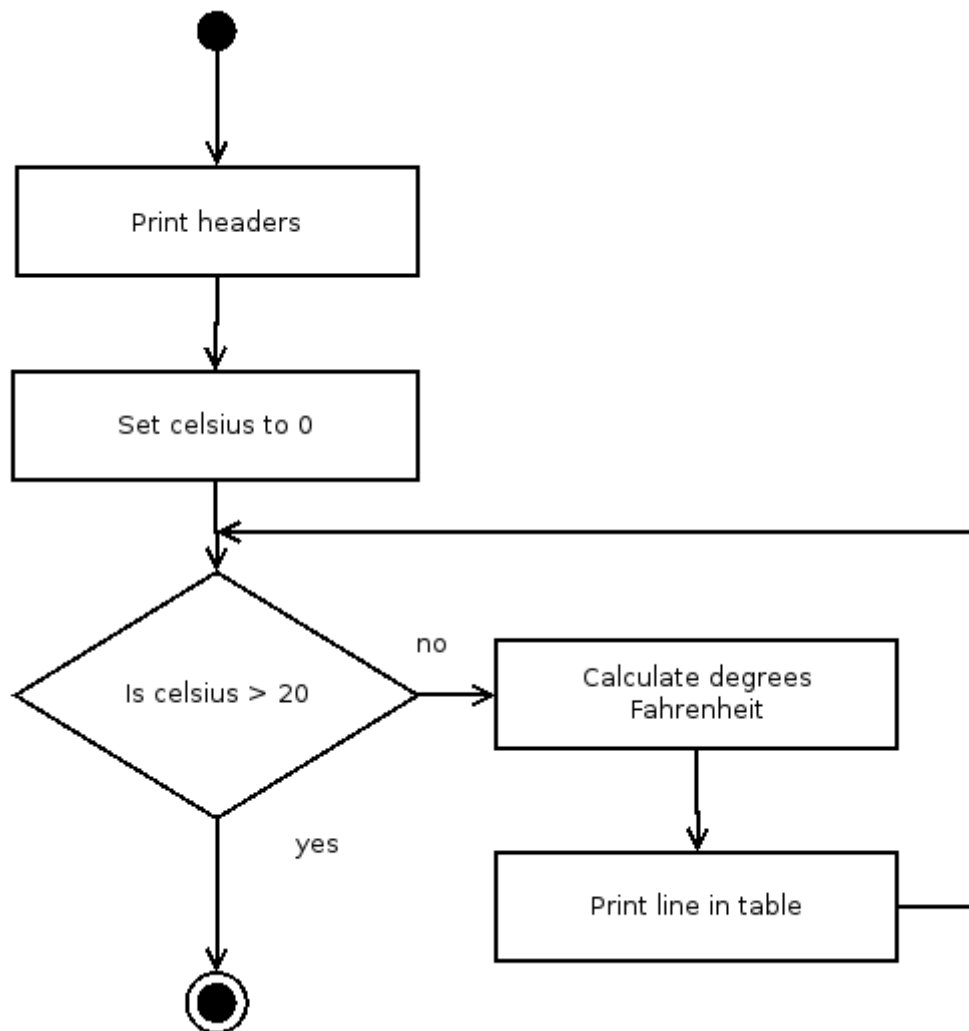 Print headers
Set celsius to 0
Is celsius > 20
no
Calculate degrees
Fahrenheit
yes
Print line in table